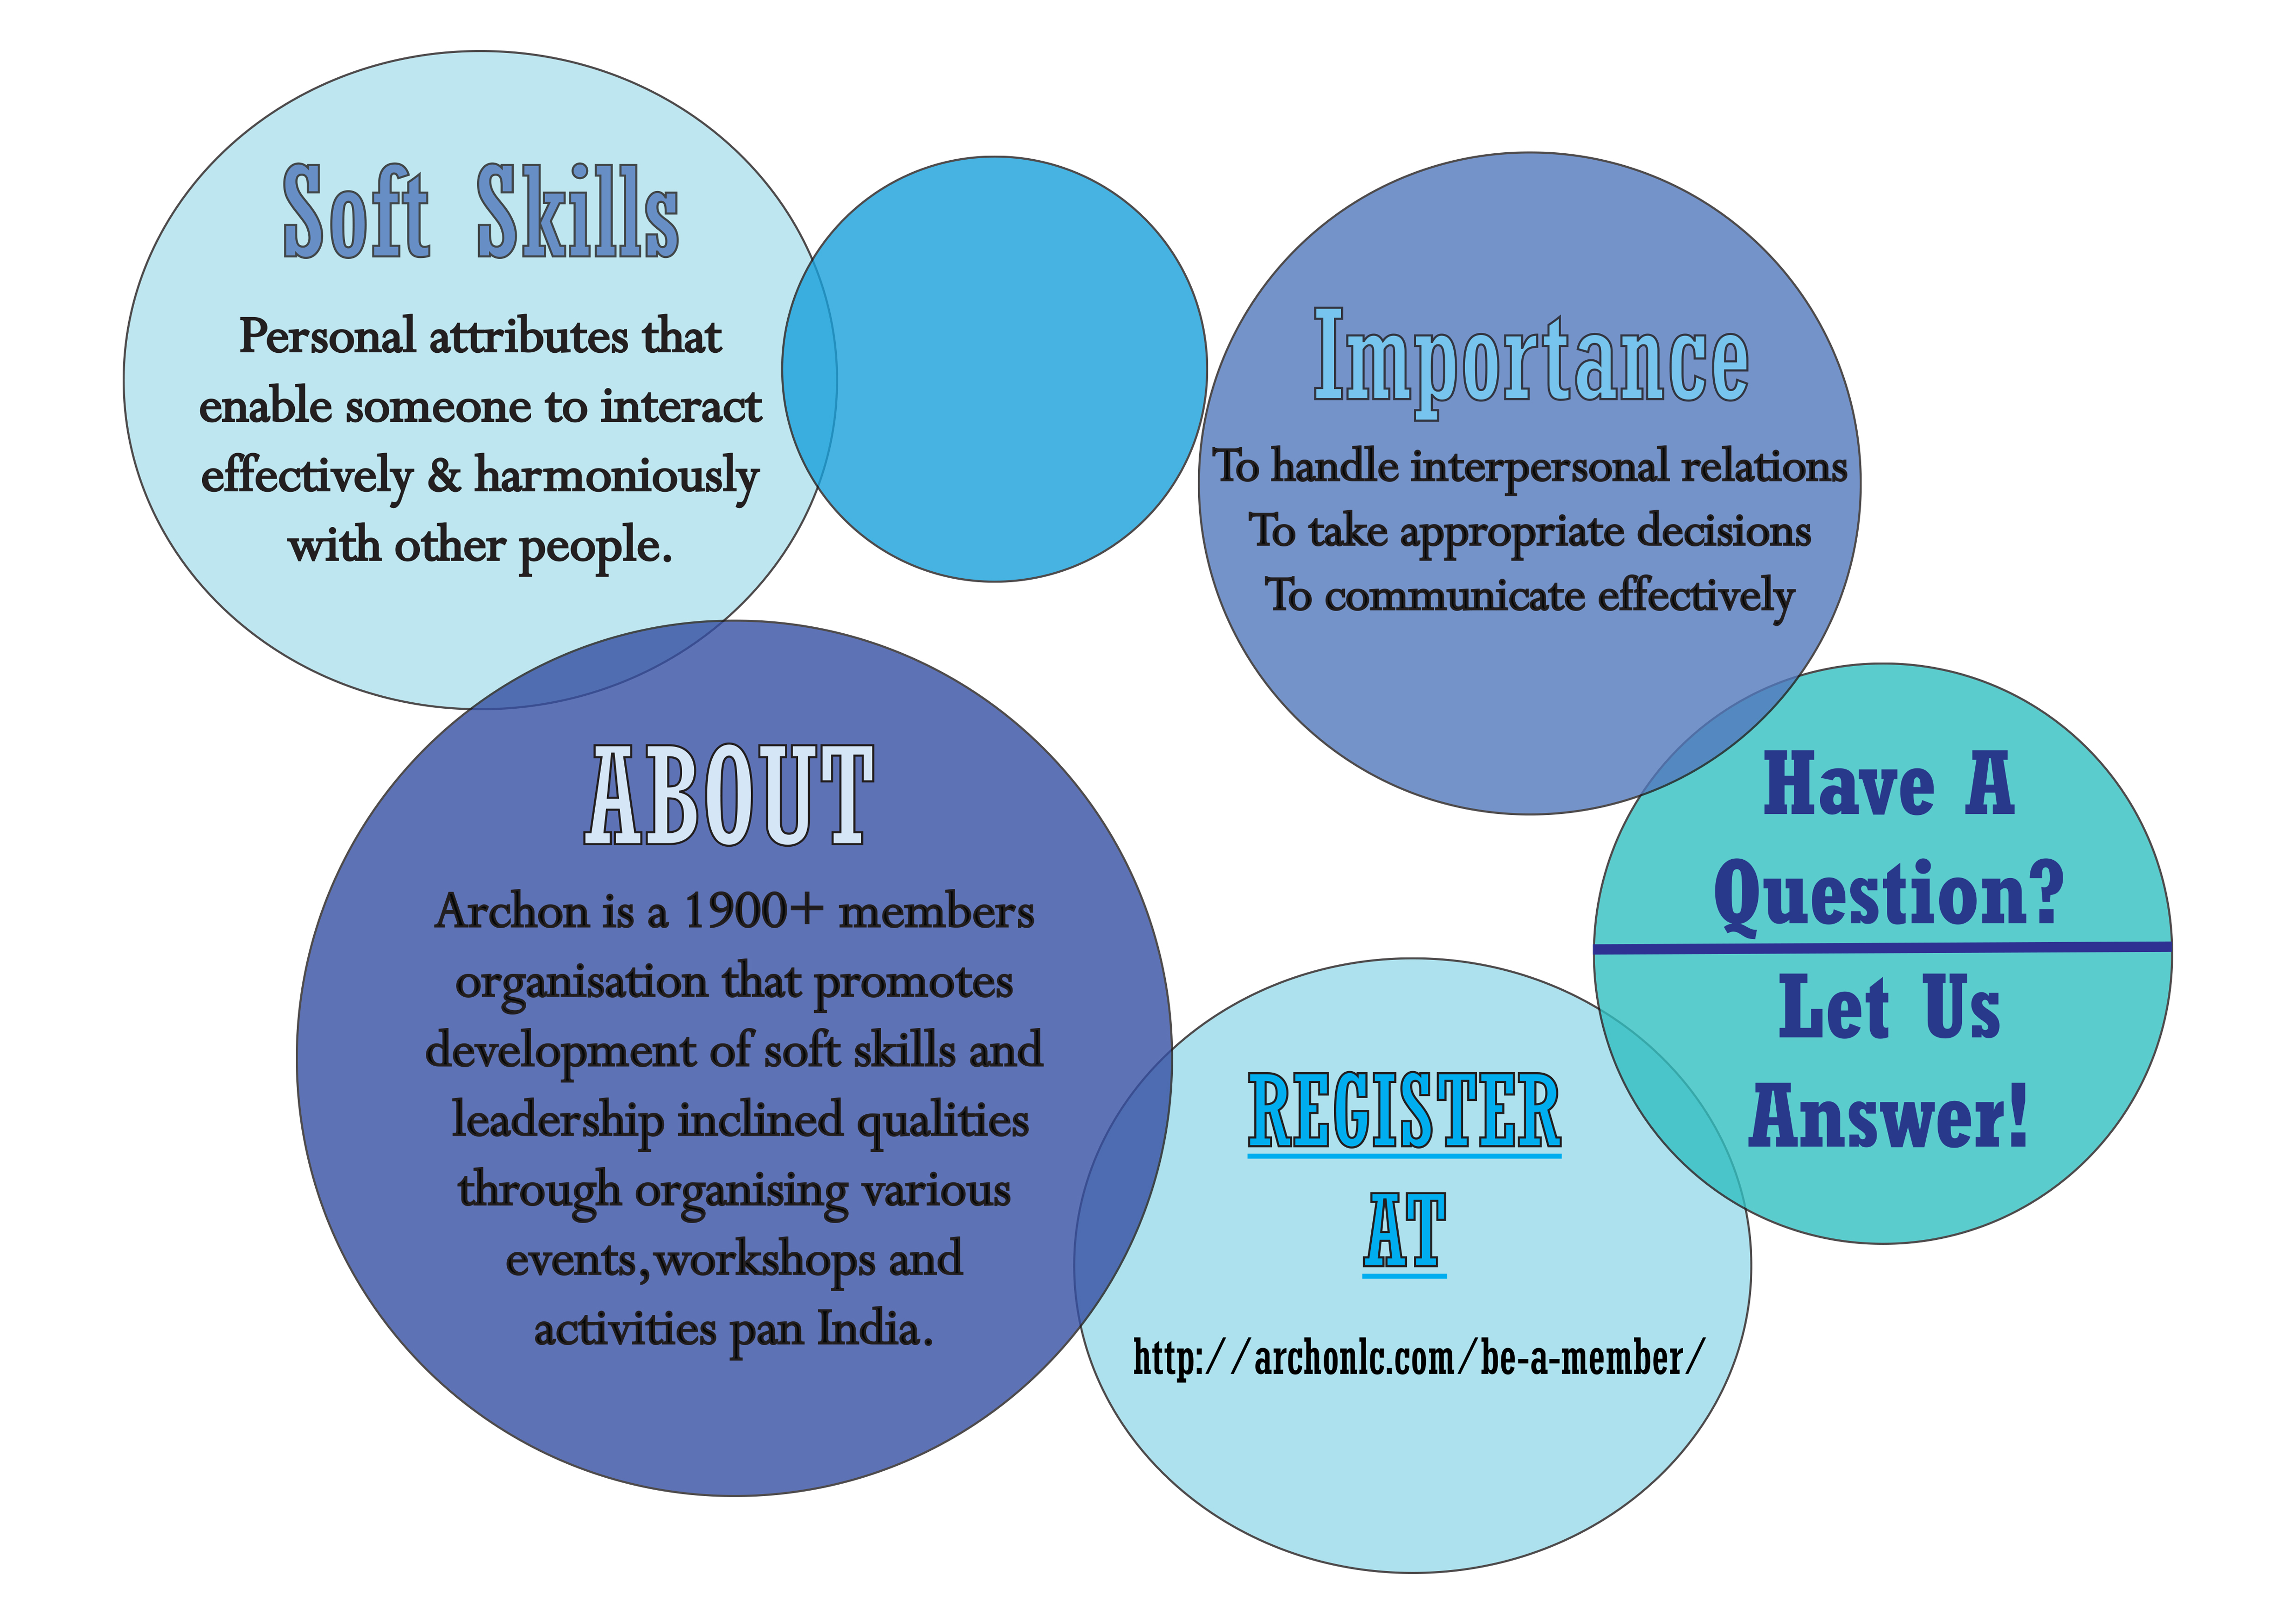 Soft Skills
Personal attributes that
enable someone to interact
effectively & harmoniously
with other people.
Importance
To handle interpersonal relations
To take appropriate decisions
To communicate effectively
ABOUT
Archon is a 1900+ members
organisation that promotes
development of soft skills and
leadership inclined qualities
through organising various
events,workshops and
activities pan India.
Have A
Question?
Let Us
Answer!
REGISTER
AT
http://archonlc.com/be-a-member/